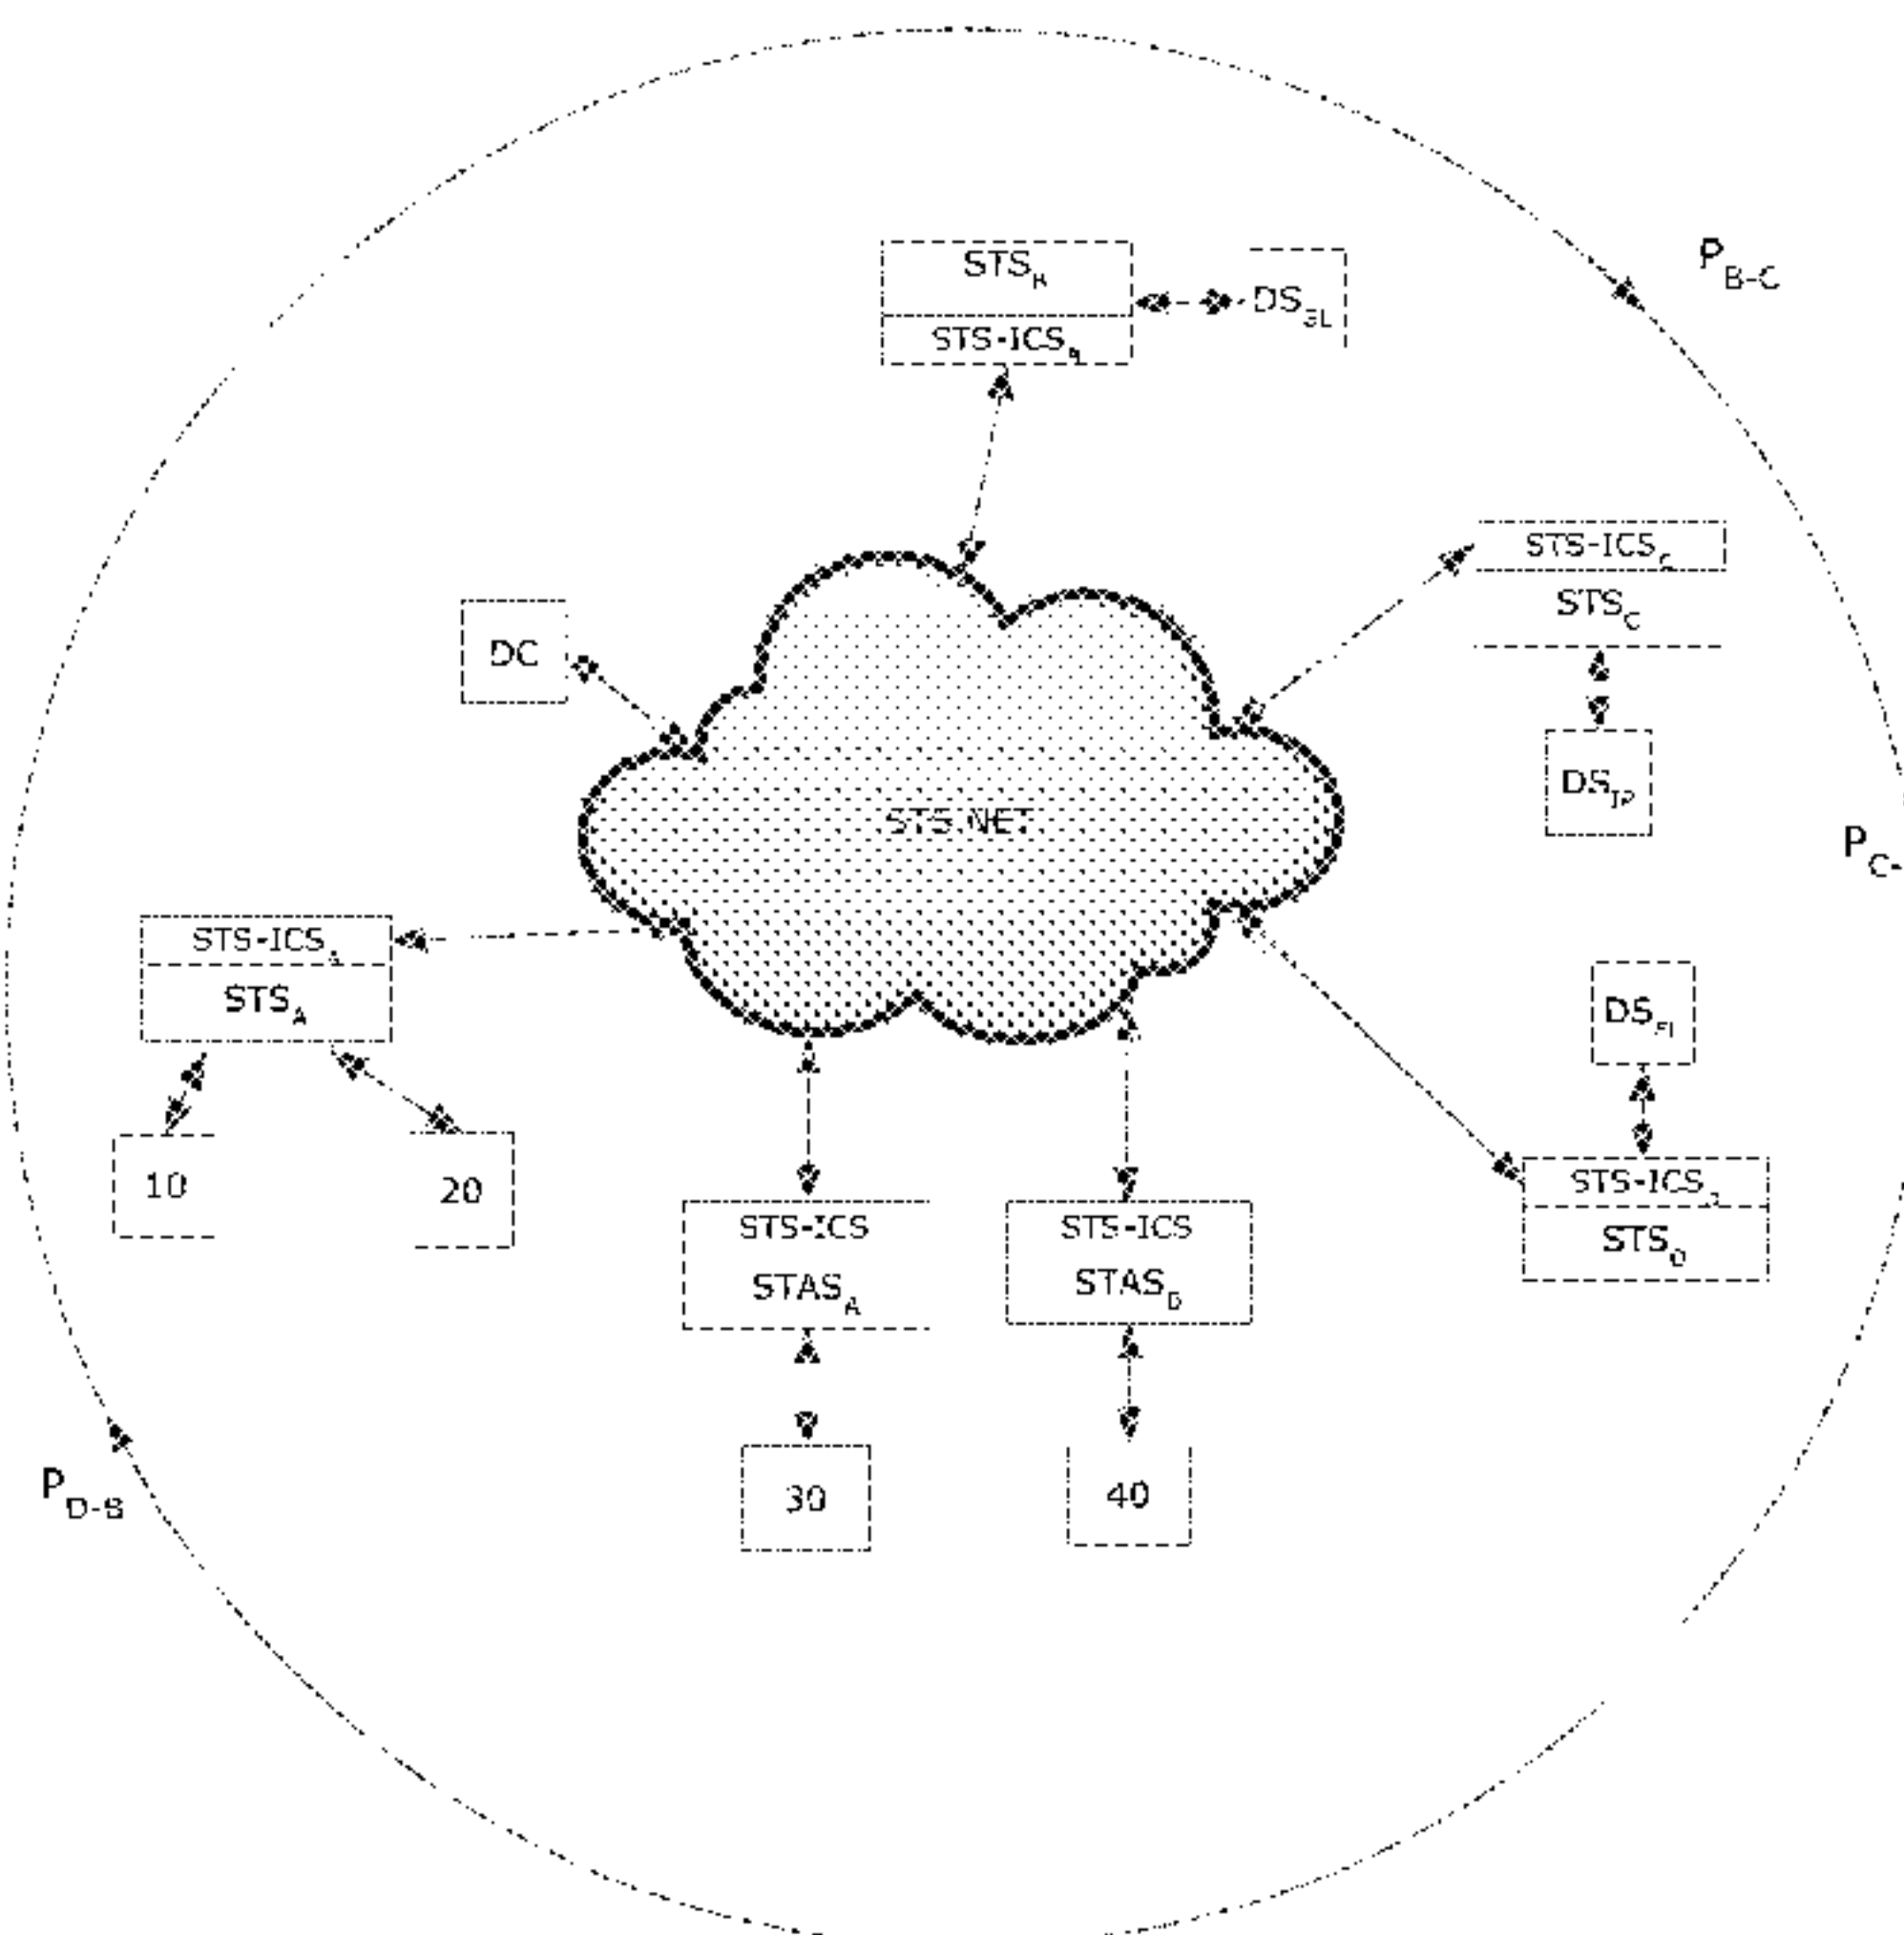 P B-C
STS B
STS-ICS
DS
STS-ICS C
STS C
DC
DS JP
STS NET
P C-
STS-ICS
STS A
DS
10
20
STS-ICS
STAS A
STS-ICS
STAS
STS-ICS
STS D
30
40
P D-B